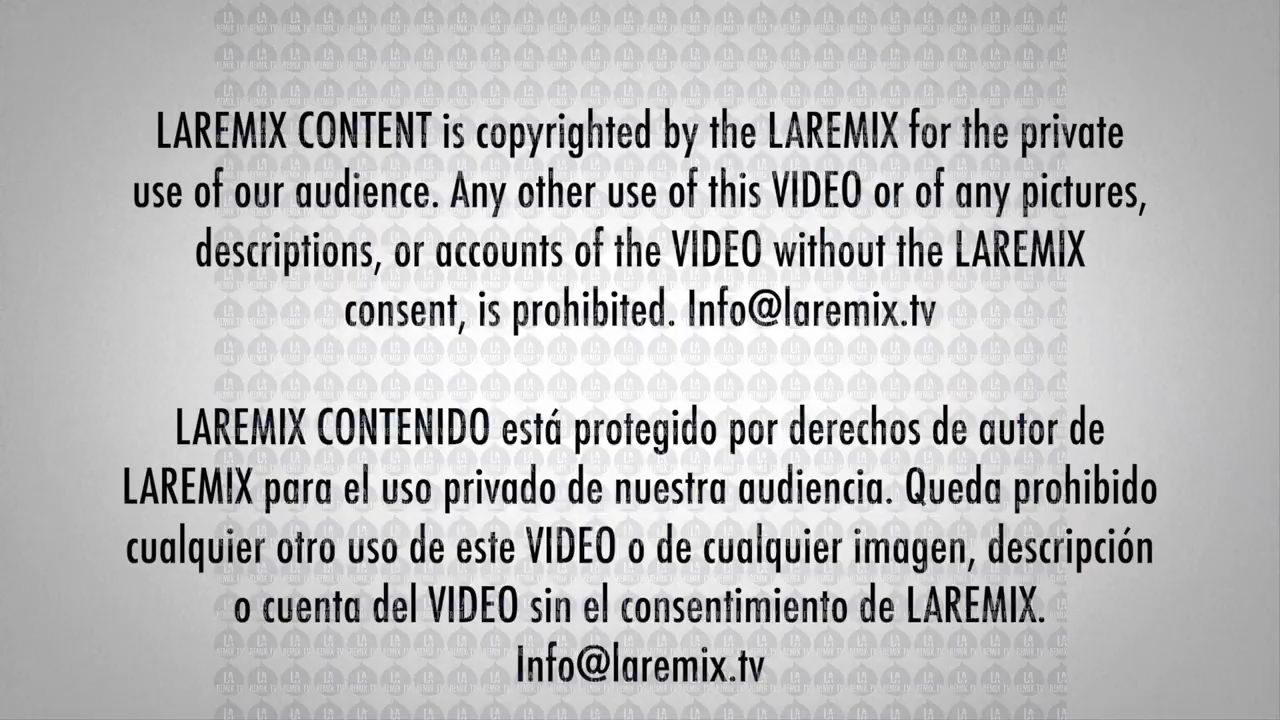 LAREMIX CONTENT is copyrighted by the LAREMIX for the private
use of our audience. Any other use of this VIDEO or of any pictures,
descriptions, or accounts of the VIDEO without the LAREMIX
consent, is prohibited. Info@laremix.tv
LAREMIX CONTENIDO está protegido por derechos de autor de
LAREMIX para el uso privado de nuestra audiencia. Queda prohibido
cualquier otro uso de este VIDEO o de cualquier imagen, descripción
o cuenta del VIDEO sin el consentimiento de LAREMIX.
Info@laremix.tv